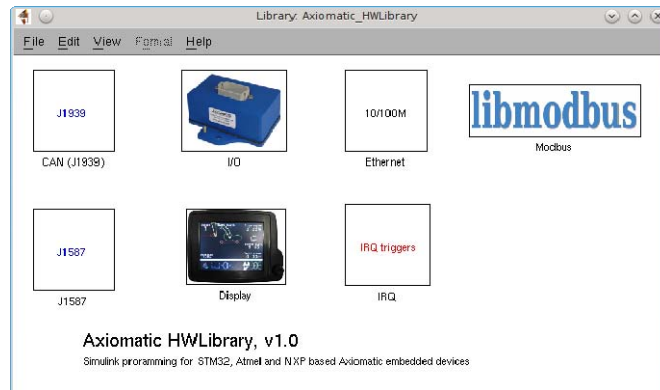 Library: Axiomatic_HWLibrary
File Edit View Format Help
J1939
10/100M
libmodbus
CAN (J1939)
I/O
Ethernet
Modbus
J1587
IRQ triggers
J1587
Display
IRQ
Axiomatic HWLibrary, v1.0
Simulink proramming for STM32, Atmel and NXP based Axiomatic embedded devices